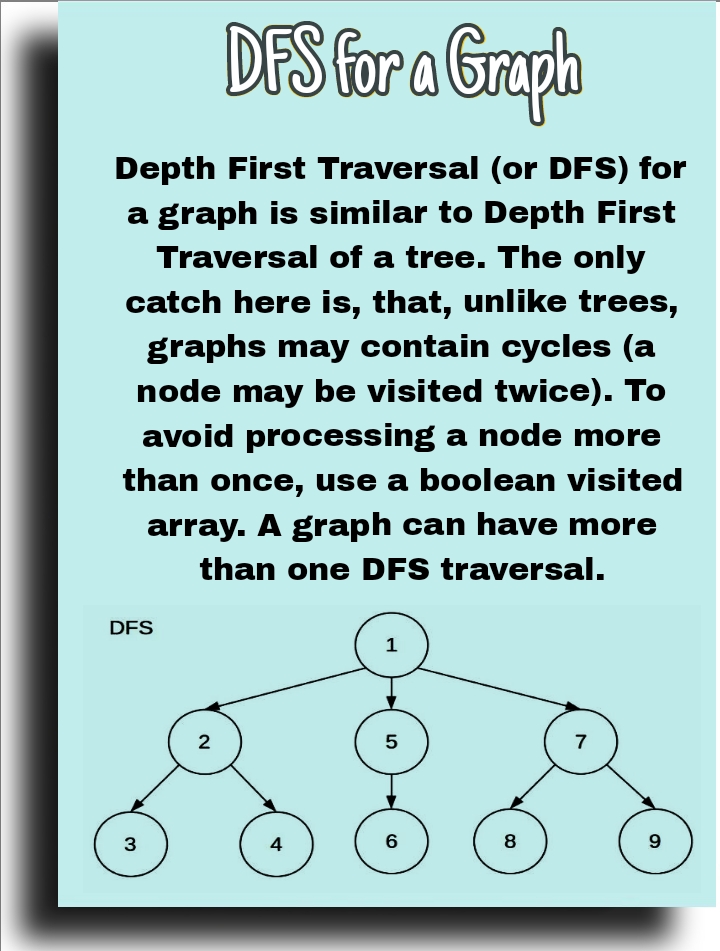 DFS for a Graph
Depth First Traversal (or DFS) for
a graph is similar to Depth First
Traversal of a tree. The only
catch here is, that, unlike trees,
graphs may contain cycles (a
node may be visited twice). To
avoid processing a node more
than once, use a boolean visited
array. A graph can have more
than one DFS traversal.
DFS
1
2 5 7
3 4 6 8 9